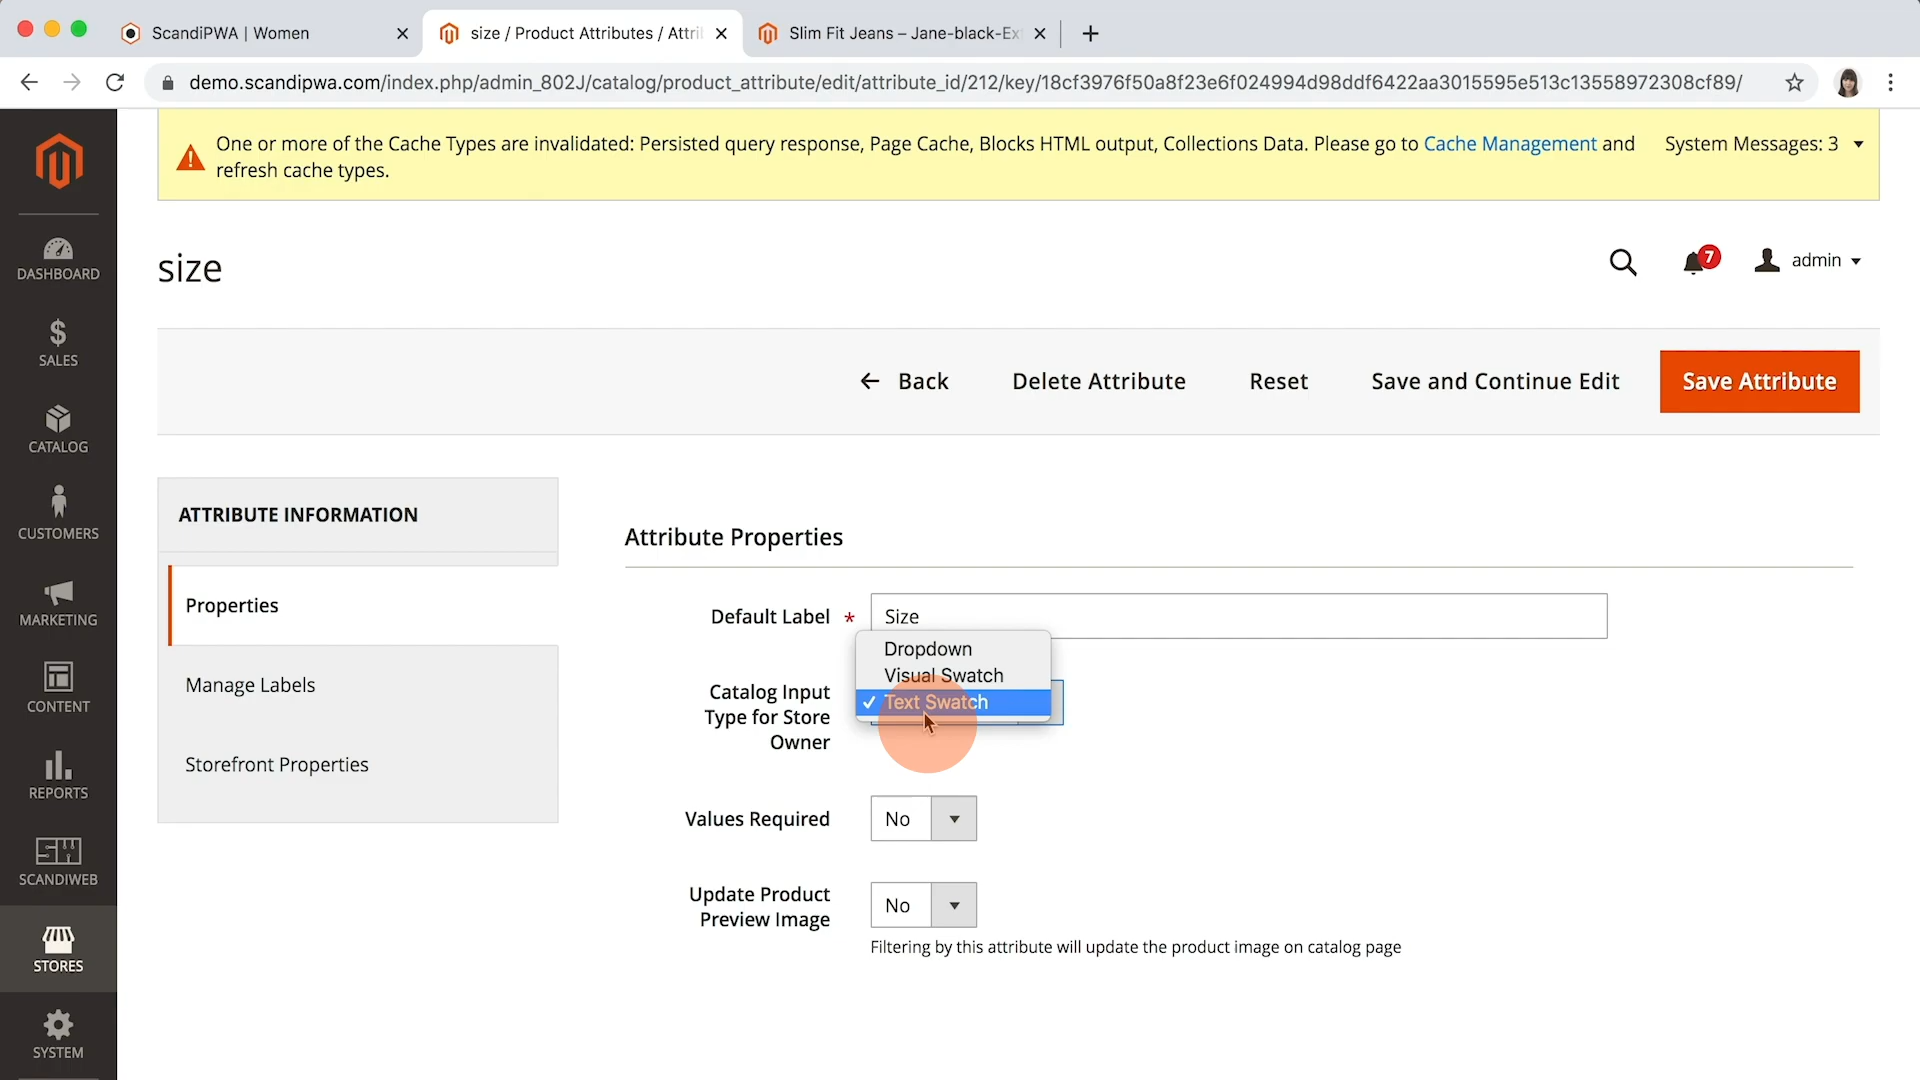 ScandiPWA | Women
size / Product Attributes / Attri
Slim Fit Jeans – Jane-black-Ex
demo.scandipwa.com/index.php/admin_802J/catalog/product_attribute/edit/attribute_id/212/key/18cf3976f50a8f23e6f024994d98ddf6422aa3015595e513c13558972308cf89/
One or more of the Cache Types are invalidated: Persisted query response, Page Cache, Blocks HTML output, Collections Data. Please go to Cache Management and
refresh cache types.
System Messages: 3
size
7
admin
Back
Delete Attribute
Reset
Save and Continue Edit
Save Attribute
DASHBOARD
SALES
CATALOG
CUSTOMERS
MARKETING
CONTENT
REPORTS
SCANDIWEB
STORES
SYSTEM
ATTRIBUTE INFORMATION
Properties
Manage Labels
Storefront Properties
Attribute Properties
Default Label *
Size
Catalog Input
Type for Store
Owner
Dropdown
Visual Swatch
✓ Text Swatch
Values Required
No
Update Product
Preview Image
No
Filtering by this attribute will update the product image on catalog page